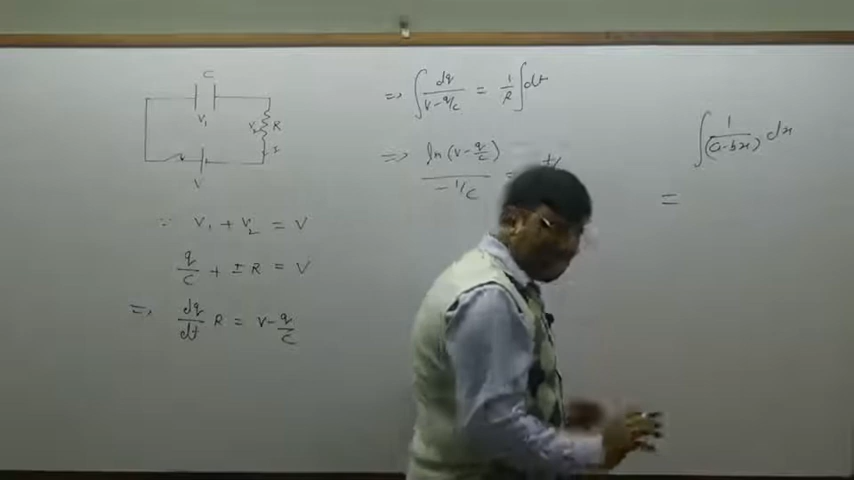 C
V₁
V₂ R
I
V
∵ V₁ + V₂ = V
q/C + IR = V
=> dq/dt R = V - q/C
=> ∫ dq/(V - q/C) = 1/R ∫ dt
=> ln(V - q/C)/(-1/C) =
∫ 1/(a-bx) dx
=